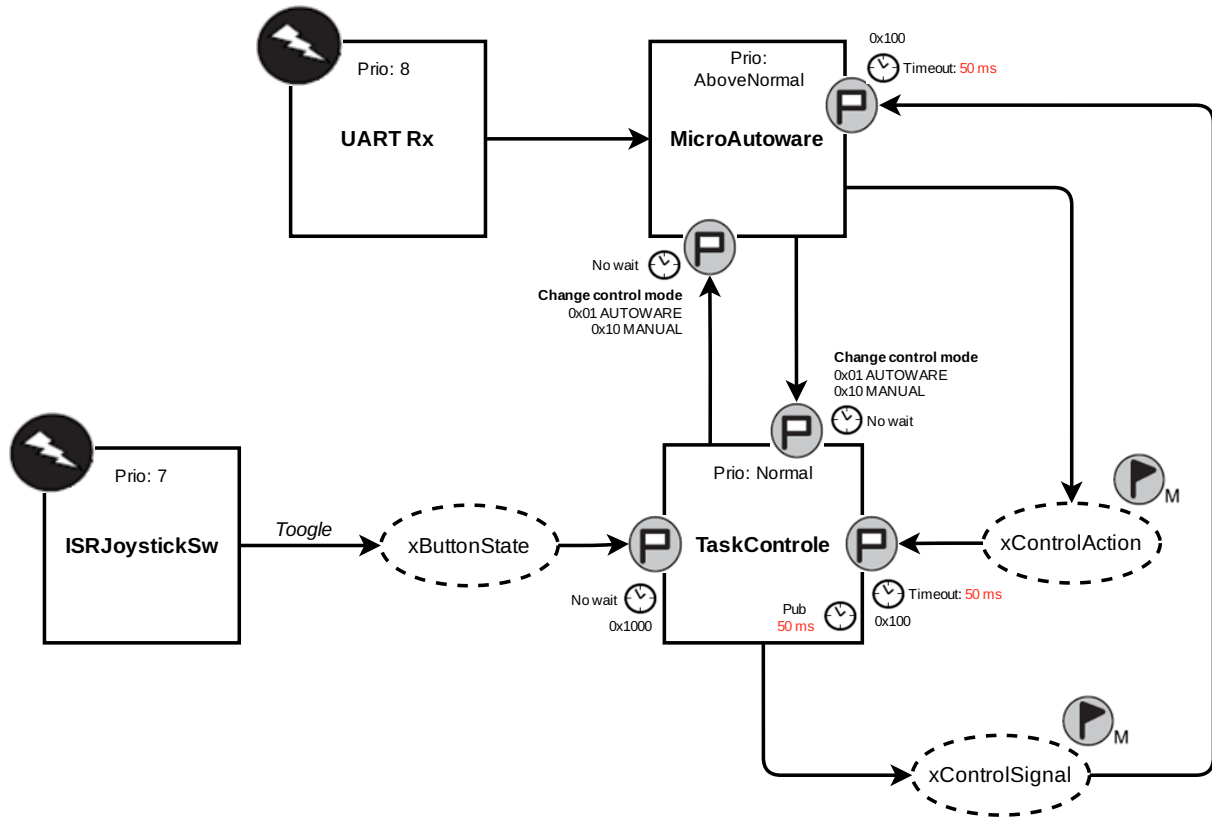 Prio: 8
UART Rx
Prio:
AboveNormal
MicroAutoware
0x100
Timeout: 50 ms
No wait
Change control mode
0x01 AUTOWARE
0x10 MANUAL
Change control mode
0x01 AUTOWARE
0x10 MANUAL
No wait
Prio: 7
ISRJoystickSw
Toogle
xButtonState
No wait
0x1000
Prio: Normal
TaskControle
Pub
50 ms
Timeout: 50 ms
0x100
M
xControlAction
M
xControlSignal